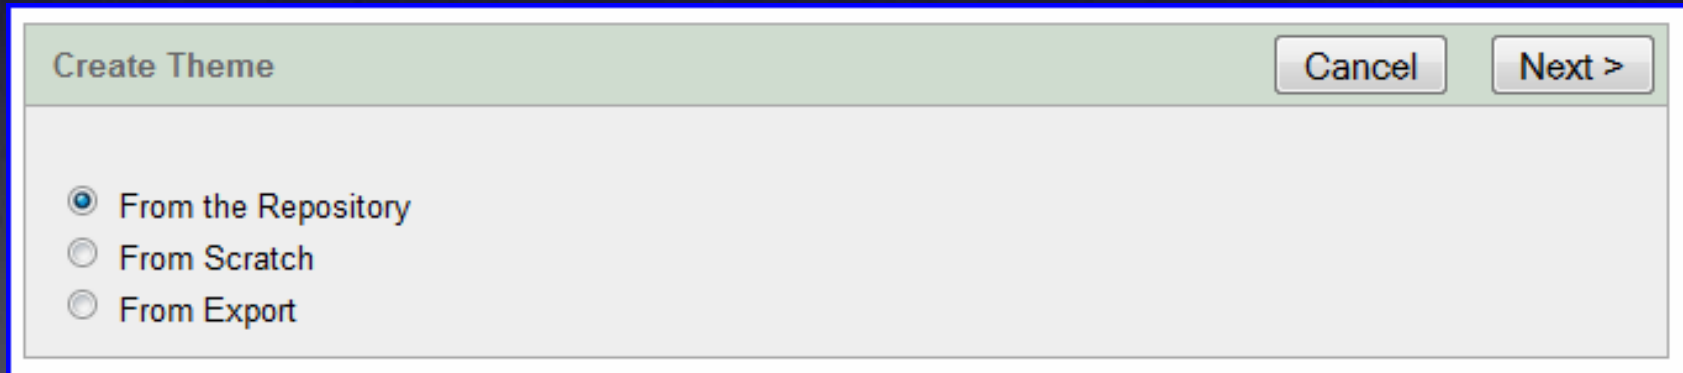 Create Theme
Cancel
Next >
From the Repository
From Scratch
From Export